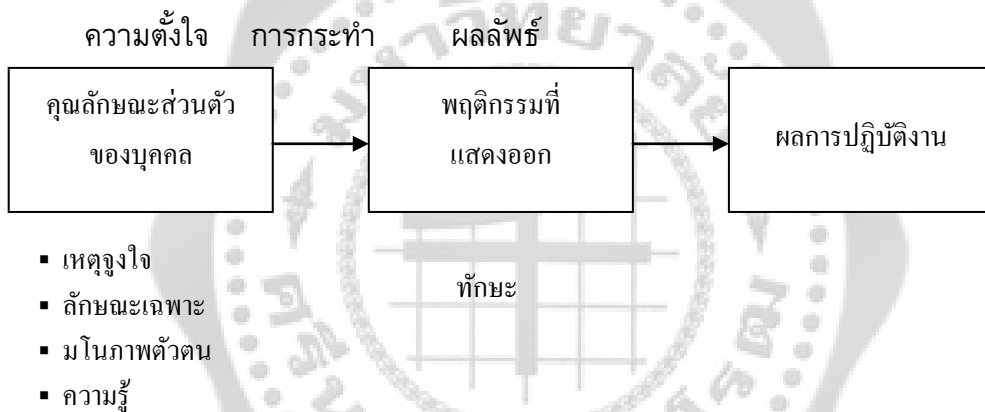 ความตั้งใจ การกระทำ ผลลัพธ์
คุณลักษณะส่วนตัว
ของบุคคล
พฤติกรรมที่
แสดงออก
ผลการปฏิบัติงาน
▪ เหตุจูงใจ
▪ ลักษณะเฉพาะ
▪ มโนภาพตัวตน
▪ ความรู้
ทักษะ